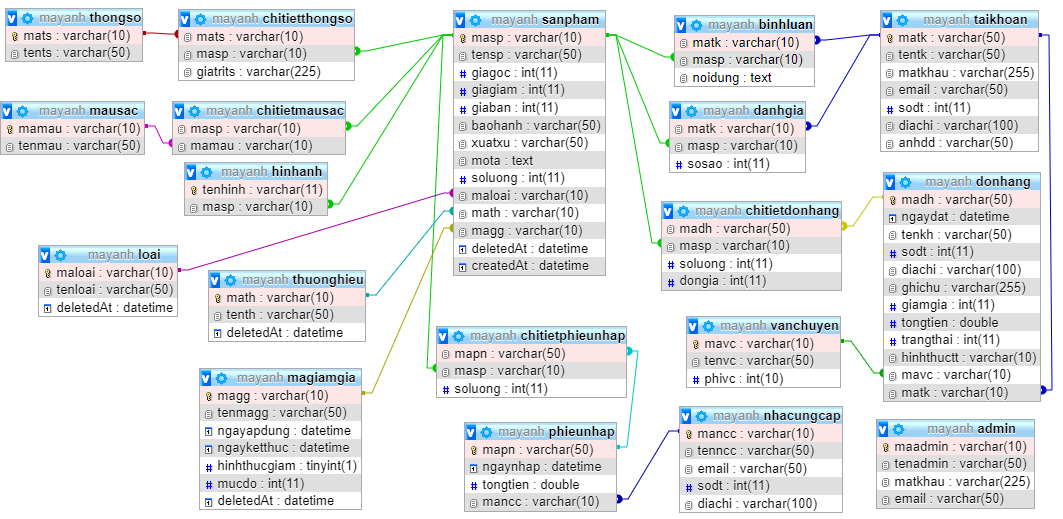 mayanh thongso
mats : varchar(10)
tents : varchar(50)
mayanh chitietthongso
mats : varchar(10)
masp : varchar(10)
giatrits : varchar(225)
mayanh sanpham
masp : varchar(10)
tensp : varchar(50)
giagoc : int(11)
giagiam : int(11)
giaban : int(11)
baohanh : varchar(50)
xuatxu : varchar(50)
mota : text
soluong : int(11)
maloai : varchar(10)
math : varchar(10)
magg : varchar(10)
deletedAt : datetime
createdAt : datetime
mayanh binhluan
matk : varchar(10)
masp : varchar(10)
noidung : text
mayanh taikhoan
matk : varchar(50)
tentk : varchar(50)
matkhau : varchar(255)
email : varchar(50)
sodt : int(11)
diachi : varchar(100)
anhdd : varchar(50)
mayanh mausac
mamau : varchar(10)
tenmau : varchar(50)
mayanh chitietmausac
masp : varchar(10)
mamau : varchar(10)
mayanh danhgia
matk : varchar(10)
masp : varchar(10)
sosao : int(11)
mayanh hinhanh
tenhinh : varchar(11)
masp : varchar(10)
mayanh donhang
madh : varchar(50)
ngaydat : datetime
tenkh : varchar(50)
sodt : int(11)
diachi : varchar(100)
ghichu : varchar(255)
giamgia : int(11)
tongtien : double
trangthai : int(11)
hinhthuctt : varchar(10)
mavc : varchar(10)
matk : varchar(10)
mayanh chitietdonhang
madh : varchar(50)
masp : varchar(10)
soluong : int(11)
dongia : int(11)
mayanh loai
maloai : varchar(10)
tenloai : varchar(50)
deletedAt : datetime
mayanh thuonghieu
math : varchar(10)
tenth : varchar(50)
deletedAt : datetime
mayanh chitietphieunhap
mapn : varchar(50)
masp : varchar(10)
soluong : int(11)
mayanh vanchuyen
mavc : varchar(10)
tenvc : varchar(50)
phivc : int(10)
mayanh magiamgia
magg : varchar(10)
tenmagg : varchar(50)
ngayapdung : datetime
ngayketthuc : datetime
hinhthucgiam : tinyint(1)
mucdo : int(11)
deletedAt : datetime
mayanh phieunhap
mapn : varchar(50)
ngaynhap : datetime
tongtien : double
mancc : varchar(10)
mayanh nhacungcap
mancc : varchar(10)
tenncc : varchar(50)
email : varchar(50)
sodt : int(11)
diachi : varchar(100)
mayanh admin
maadmin : varchar(10)
tenadmin : varchar(50)
matkhau : varchar(225)
email : varchar(50)